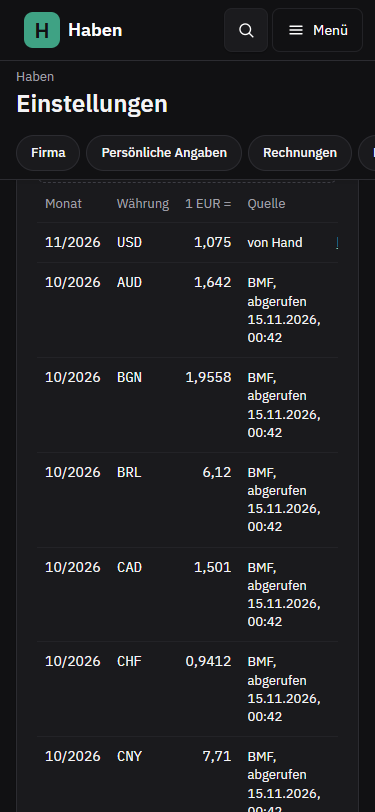 H Haben
Menü
Haben
Einstellungen
Firma Persönliche Angaben Rechnungen
Monat Währung 1 EUR = Quelle
11/2026 USD 1,075 von Hand
10/2026 AUD 1,642 BMF,
abgerufen
15.11.2026,
00:42
10/2026 BGN 1,9558 BMF,
abgerufen
15.11.2026,
00:42
10/2026 BRL 6,12 BMF,
abgerufen
15.11.2026,
00:42
10/2026 CAD 1,501 BMF,
abgerufen
15.11.2026,
00:42
10/2026 CHF 0,9412 BMF,
abgerufen
15.11.2026,
00:42
10/2026 CNY 7,71 BMF,
abgerufen
15.11.2026,
00:42